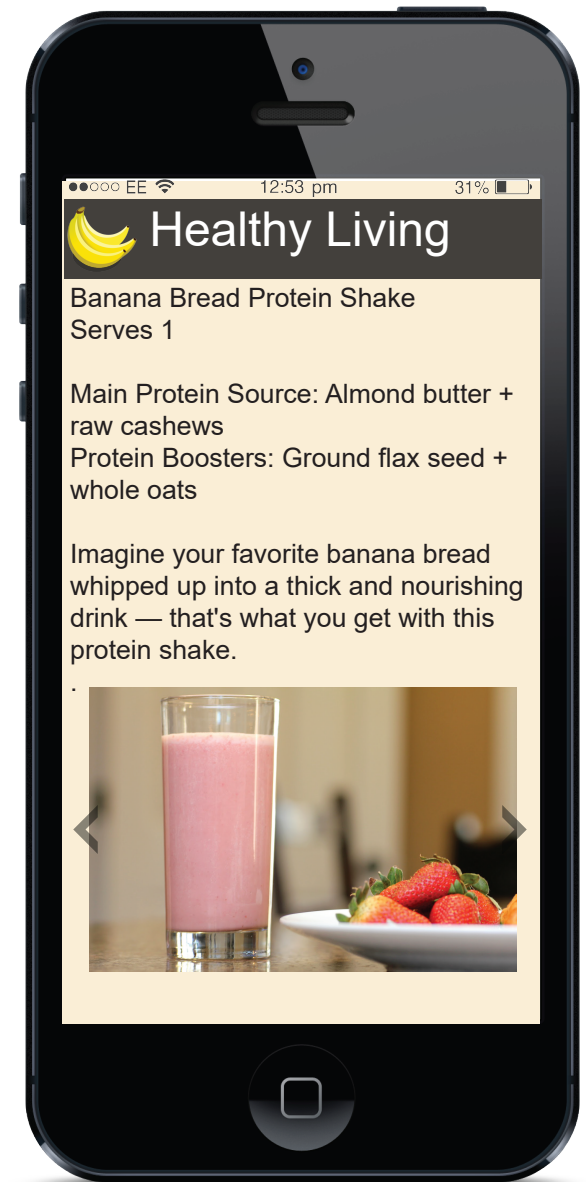 ●●○○○ EE 12:53 pm 31%
Healthy Living
Banana Bread Protein Shake
Serves 1
Main Protein Source: Almond butter +
raw cashews
Protein Boosters: Ground flax seed +
whole oats
Imagine your favorite banana bread
whipped up into a thick and nourishing
drink — that's what you get with this
protein shake.
.